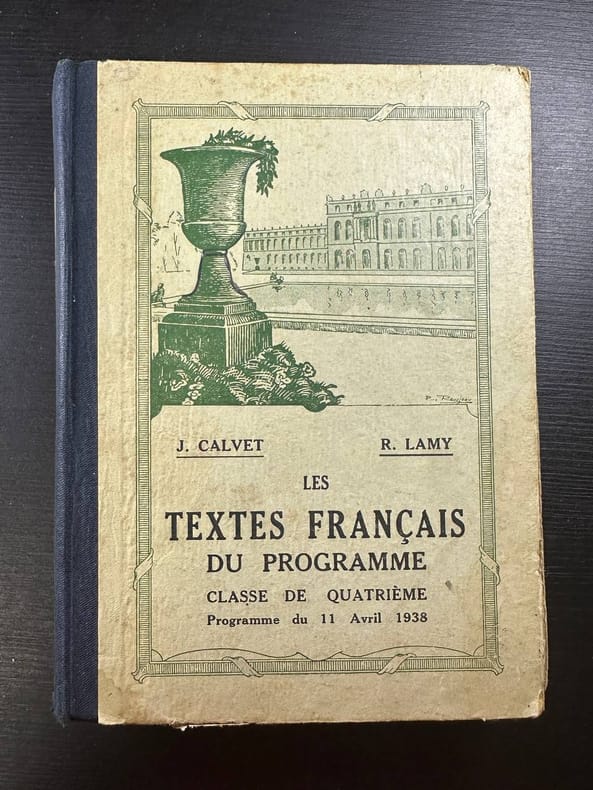 J. CALVET R. LAMY
LES
TEXTES FRANÇAIS
DU PROGRAMME
CLASSE DE QUATRIÈME
Programme du 11 Avril 1938